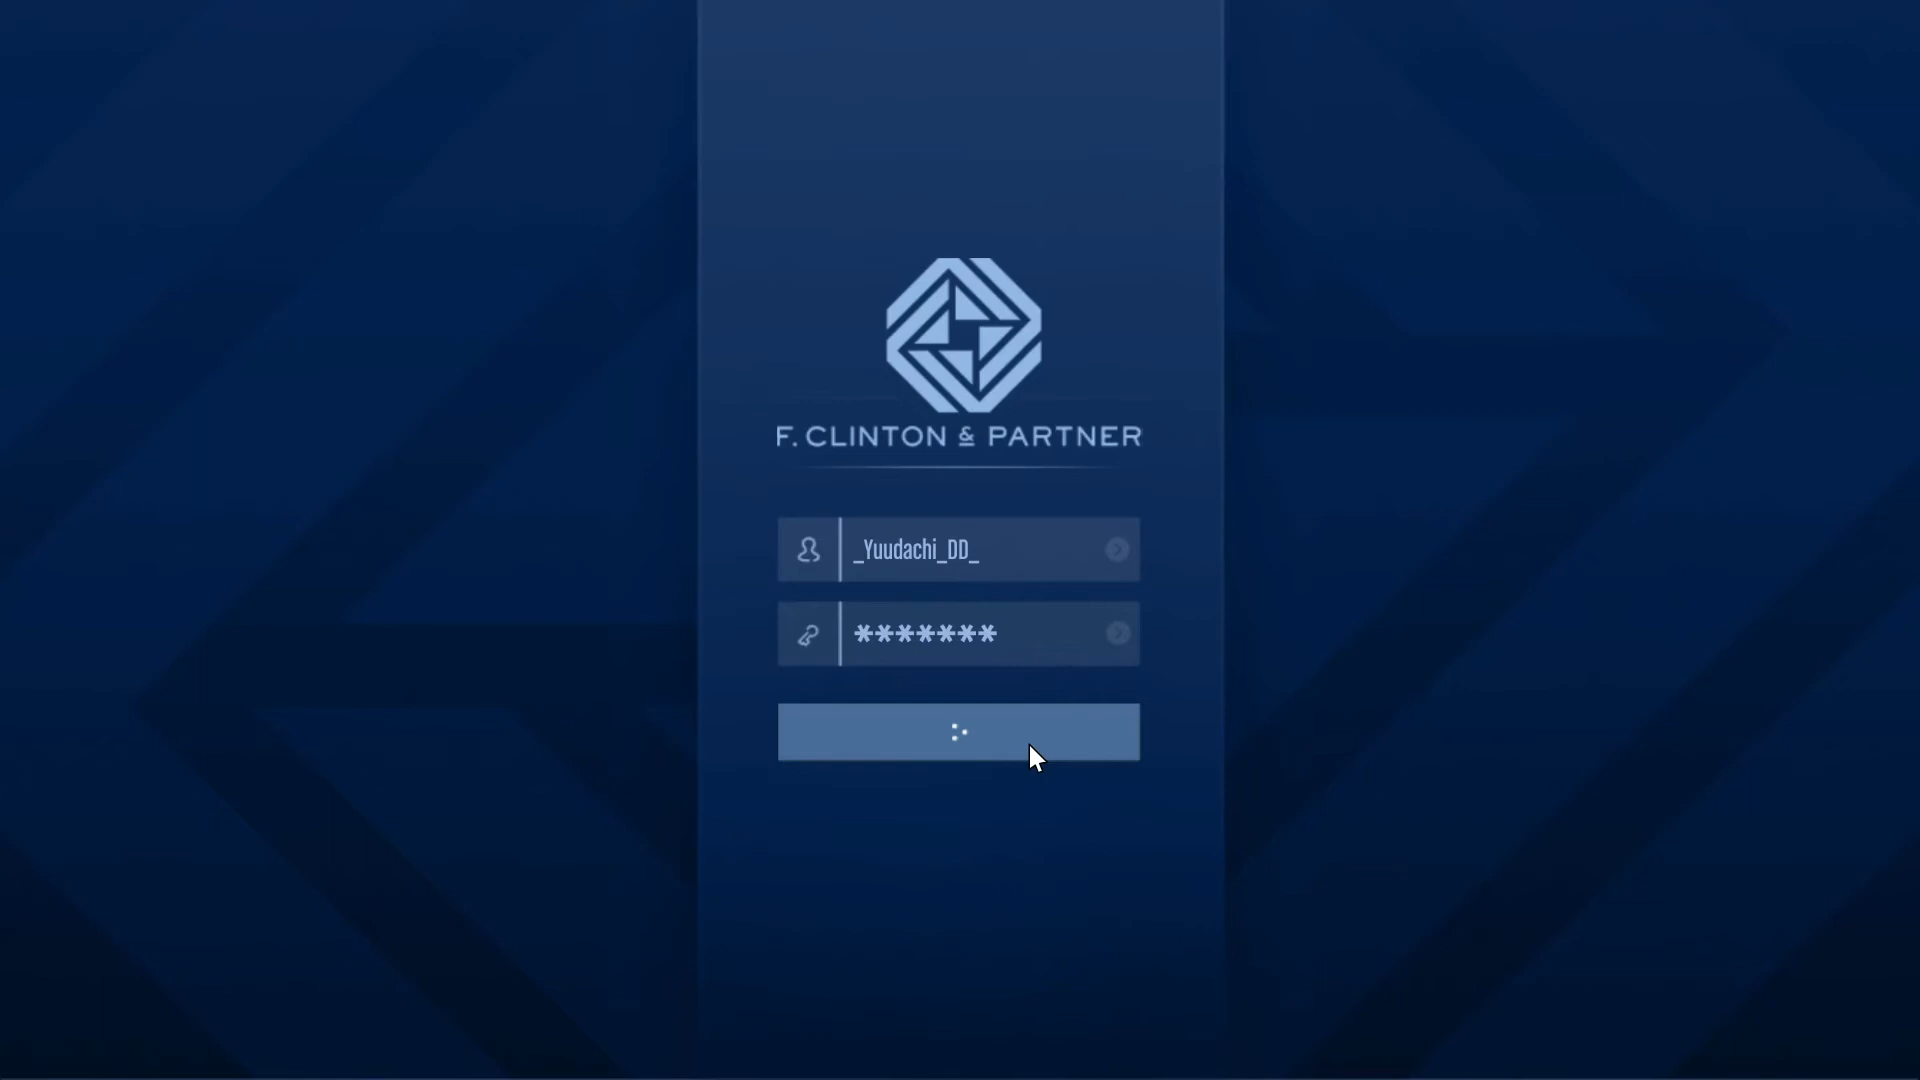 F. CLINTON & PARTNER
_Yuudachi_DD_
*******